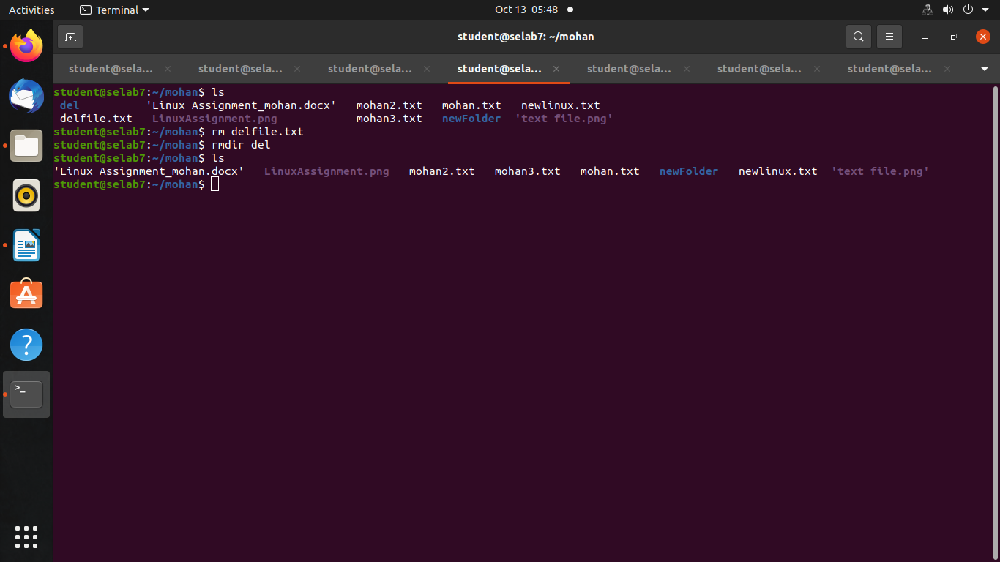 Activities Terminal Oct 13 05:48
student@selab7: ~/mohan
student@sela... student@sela... student@sela... student@sela... student@sela... student@sela... student@sela...
student@selab7:~/mohan$ ls
del 'Linux Assignment_mohan.docx' mohan2.txt mohan.txt newlinux.txt
delfile.txt LinuxAssignment.png mohan3.txt newFolder 'text file.png'
student@selab7:~/mohan$ rm delfile.txt
student@selab7:~/mohan$ rmdir del
student@selab7:~/mohan$ ls
'Linux Assignment_mohan.docx' LinuxAssignment.png mohan2.txt mohan3.txt mohan.txt newFolder newlinux.txt 'text file.png'
student@selab7:~/mohan$